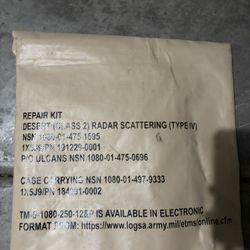 REPAIR KIT
DESERT (CLASS 2) RADAR SCATTERING (TYPE IV)
NSN 1080-01-475-1595
1X5J9/PN 191229-0001
P/O ULCANS NSN 1080-01-475-0696
CASE CARRYING NSN 1080-01-497-9333
1X5J9/PN 184091-0002
TM-5-1080-250-12&P IS AVAILABLE IN ELECTRONIC
FORMAT FROM: https://www.logsa.army.mil/etms/online.cfm